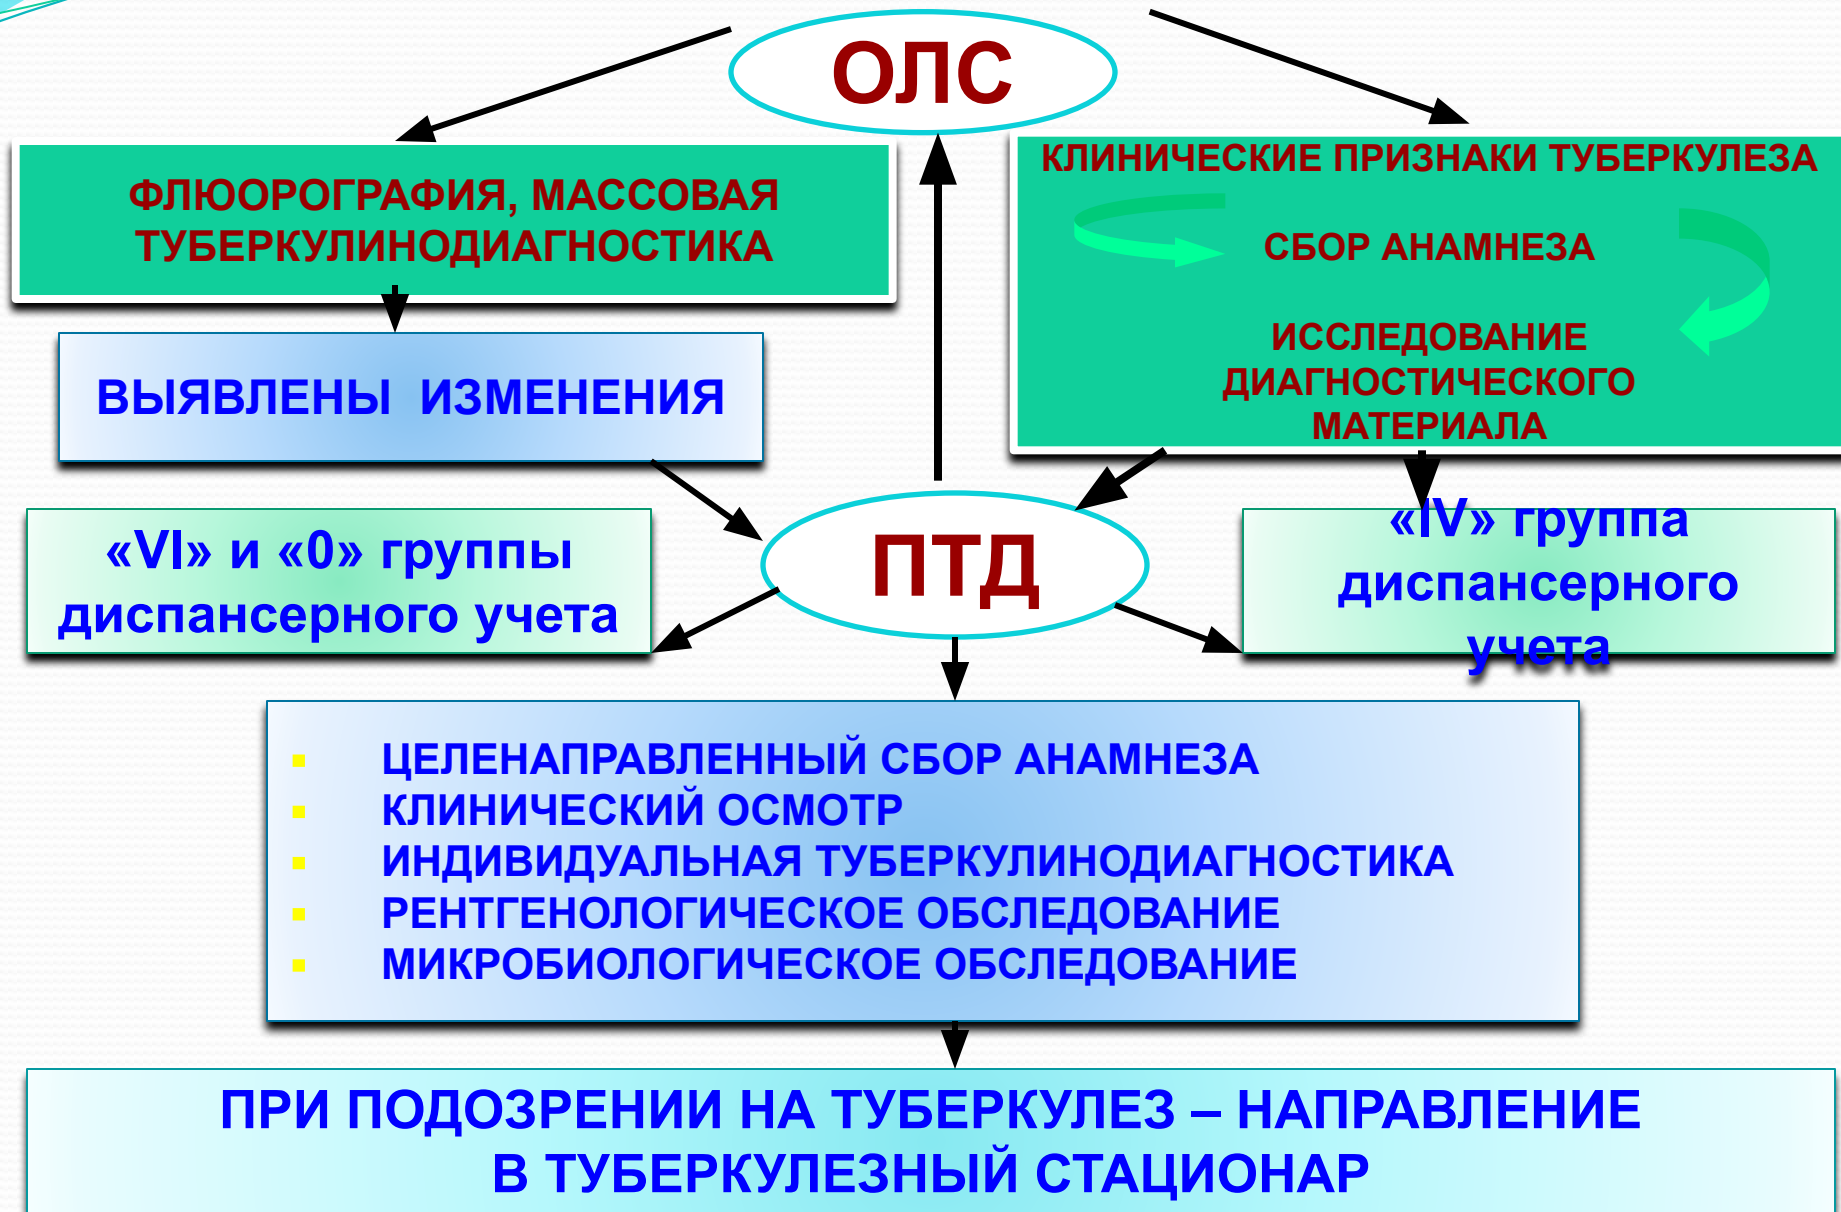 ОЛС
ФЛЮОРОГРАФИЯ, МАССОВАЯ
ТУБЕРКУЛИНОДИАГНОСТИКА
КЛИНИЧЕСКИЕ ПРИЗНАКИ ТУБЕРКУЛЕЗА
СБОР АНАМНЕЗА
ИССЛЕДОВАНИЕ
ДИАГНОСТИЧЕСКОГО
МАТЕРИАЛА
ВЫЯВЛЕНЫ ИЗМЕНЕНИЯ
«VI» и «0» группы
диспансерного учета
ПТД
«IV» группа
диспансерного
учета
ЦЕЛЕНАПРАВЛЕННЫЙ СБОР АНАМНЕЗА
КЛИНИЧЕСКИЙ ОСМОТР
ИНДИВИДУАЛЬНАЯ ТУБЕРКУЛИНОДИАГНОСТИКА
РЕНТГЕНОЛОГИЧЕСКОЕ ОБСЛЕДОВАНИЕ
МИКРОБИОЛОГИЧЕСКОЕ ОБСЛЕДОВАНИЕ
ПРИ ПОДОЗРЕНИИ НА ТУБЕРКУЛЕЗ – НАПРАВЛЕНИЕ
В ТУБЕРКУЛЕЗНЫЙ СТАЦИОНАР